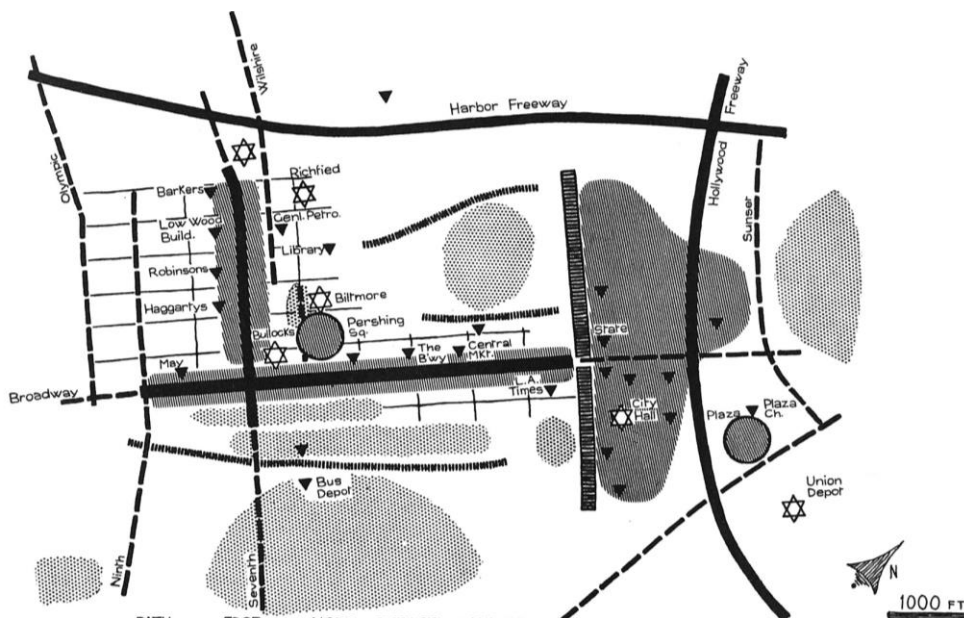 Wilshire
Harbor Freeway
Freeway
Hollywood
Olympic
Sunset
Richfied
Barkers
Genl. Petro.
Low Wood
Build.
Library
Robinsons
Biltmore
Haggartys
Pershing
Sq.
Bullocks
State
The
B'wy
Central
Mkt.
May
Broadway
L.A.
Times
City
Hall
Plaza
Plaza
Ch.
Bus
Depot
Union
Depot
Ninth
Seventh
N
1000 FT